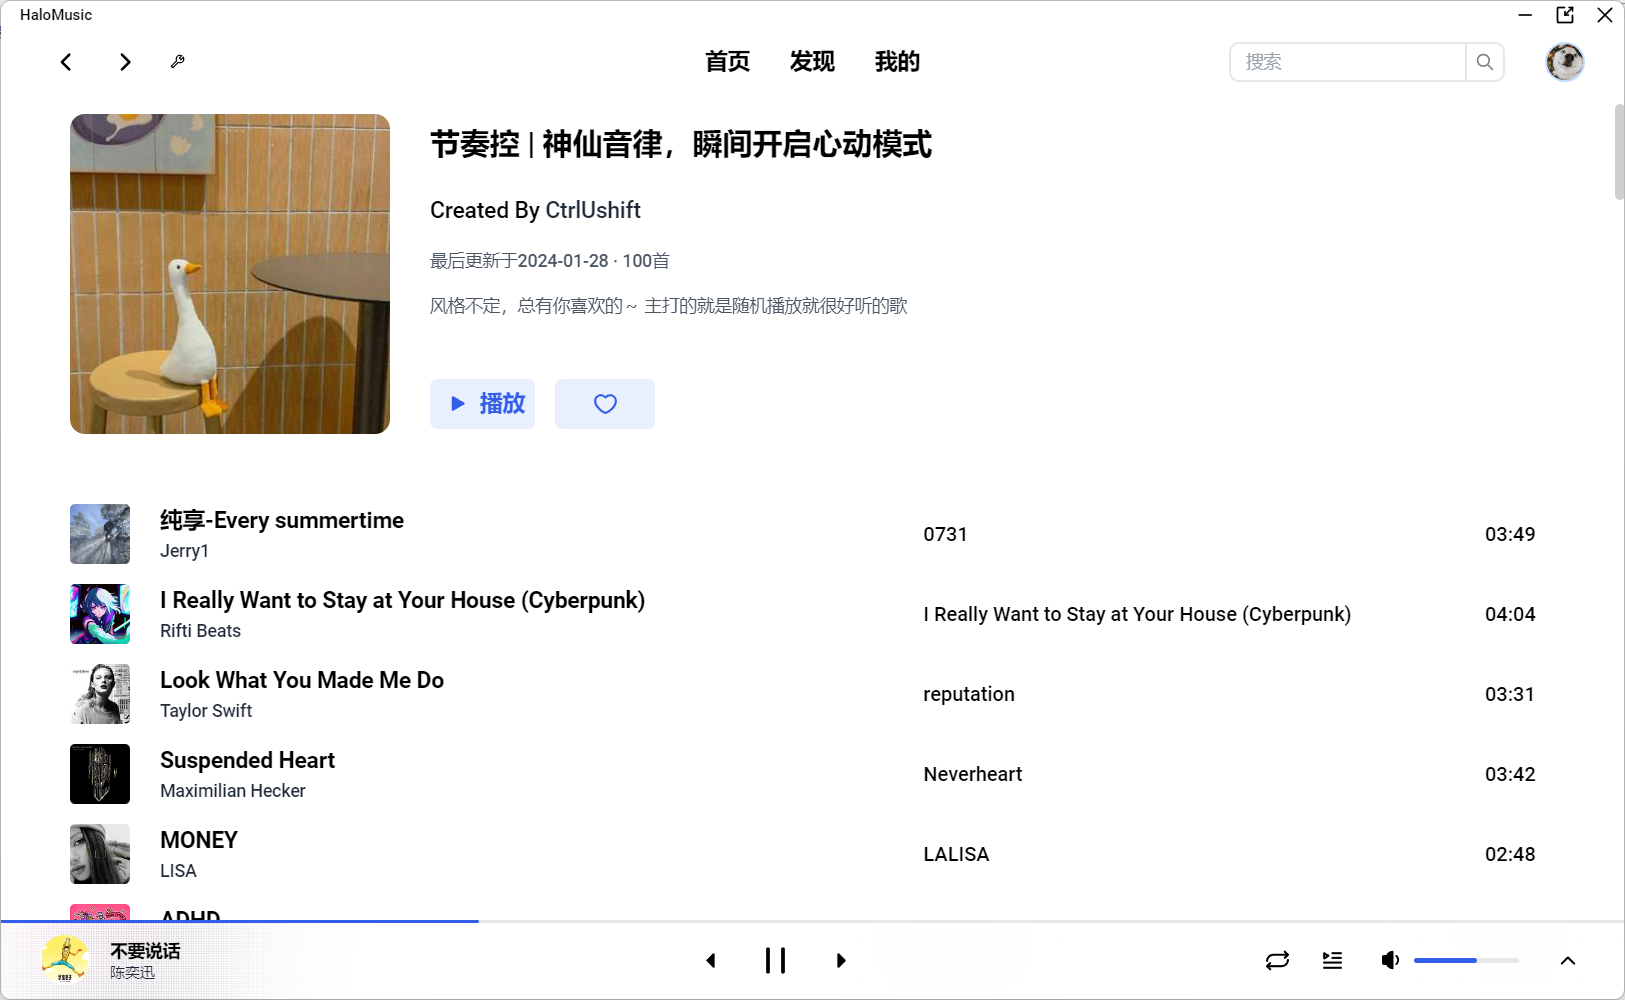 HaloMusic
首页 发现 我的 搜索
节奏控 | 神仙音律，瞬间开启心动模式
Created By CtrlUshift
最后更新于2024-01-28 · 100首
风格不定，总有你喜欢的～ 主打的就是随机播放就很好听的歌
播放
纯享-Every summertime
Jerry1
0731
03:49
I Really Want to Stay at Your House (Cyberpunk)
Rifti Beats
I Really Want to Stay at Your House (Cyberpunk)
04:04
Look What You Made Me Do
Taylor Swift
reputation
03:31
Suspended Heart
Maximilian Hecker
Neverheart
03:42
MONEY
LISA
LALISA
02:48
ADHD
不要说话
陈奕迅